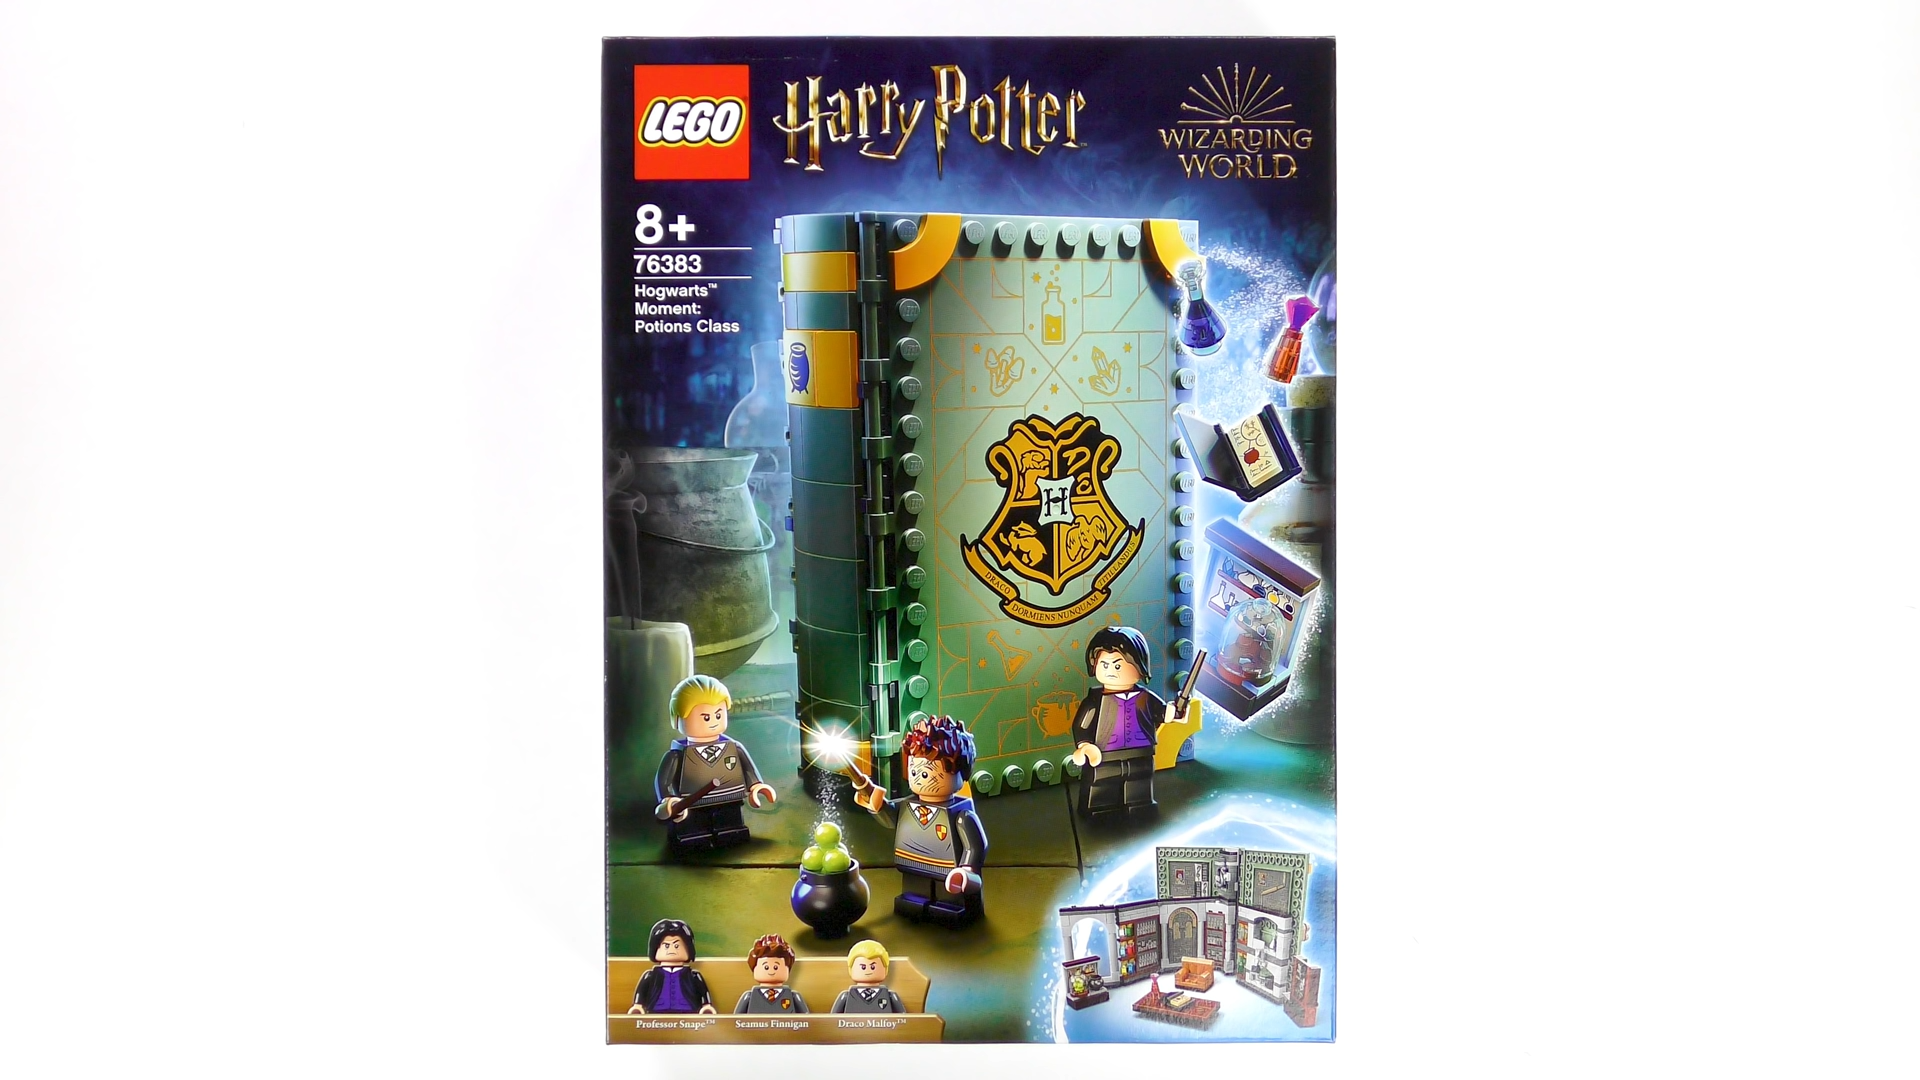 LEGO
Harry Potter™
WIZARDING
WORLD
8+
76383
Hogwarts™
Moment:
Potions Class
H
DRACO DORMIENS NUNQUAM TITILLANDUS
Professor Snape™
Seamus Finnigan
Draco Malfoy™